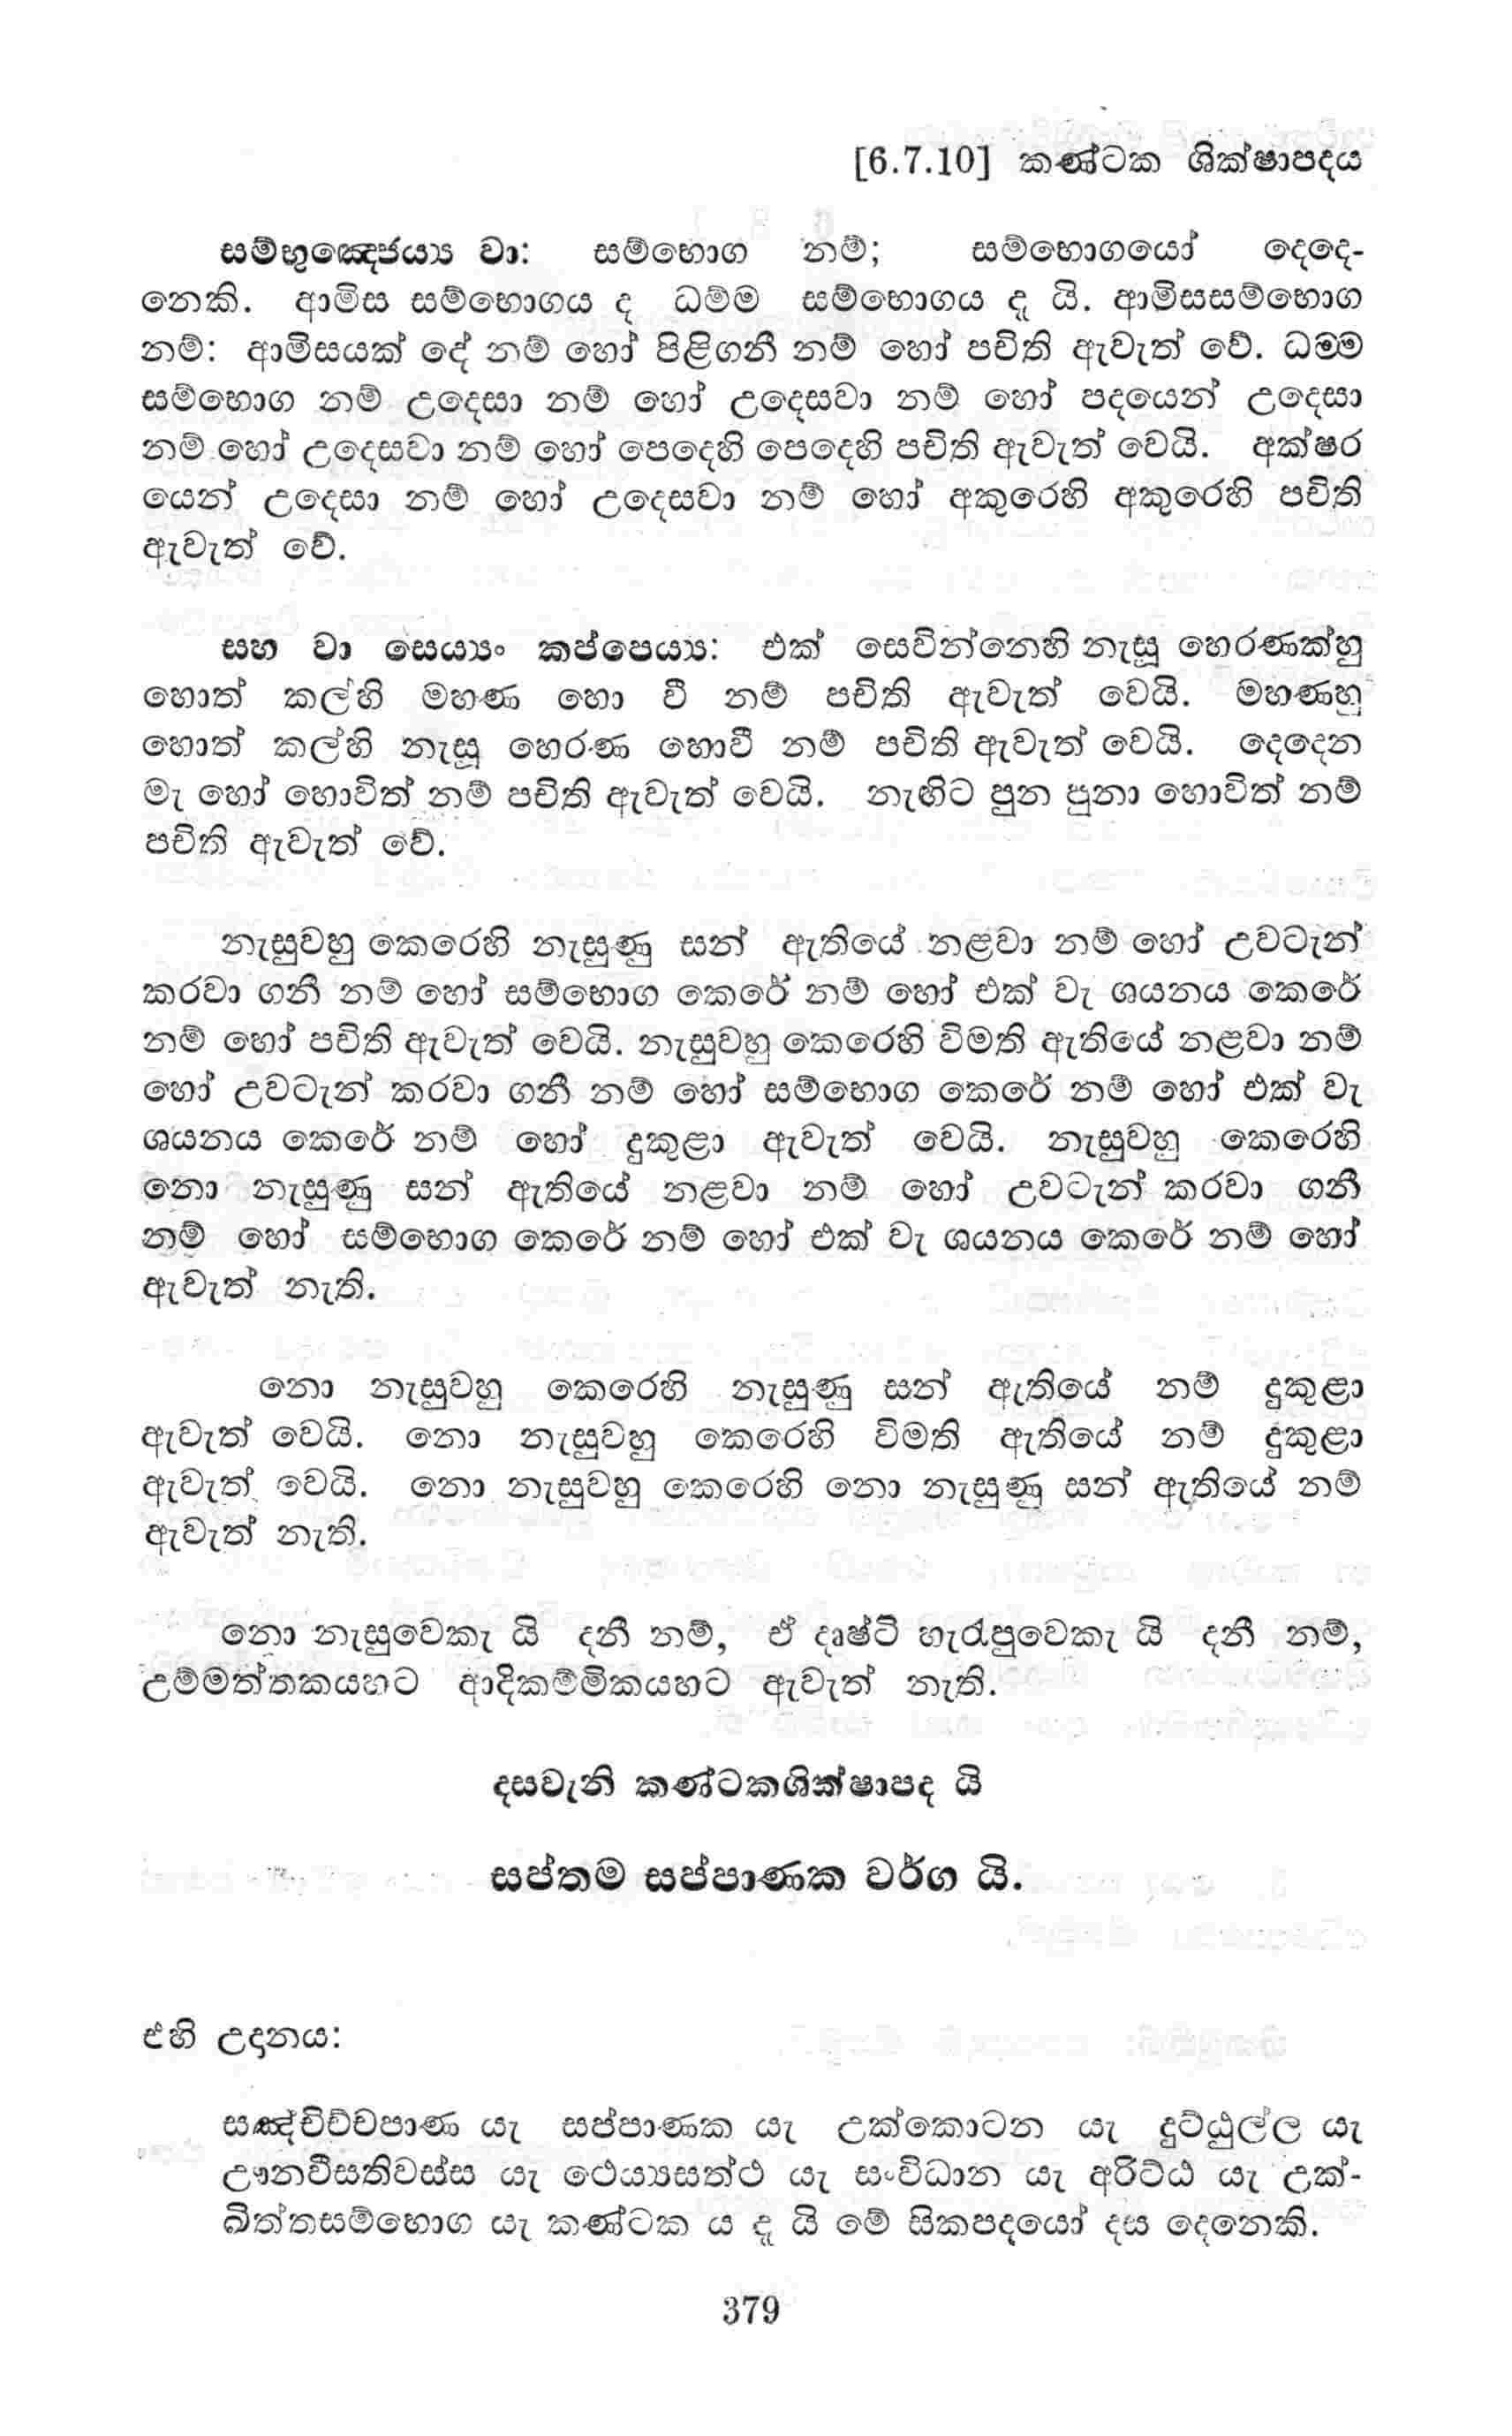 [6.7.10] කණ්ටක ශික්ෂාපදය
සම්භුඤ්ජෙය්‍ය වා: සම්භොග නම්; සම්භොගයෝ දෙදෙ-
නෙකි. ආමිස සම්භොගය ද ධම්ම සම්භොගය ද යි. ආමිසසම්භොග
නම්: ආමිසයක් දේ නම් හෝ පිළිගනී නම් හෝ පචිති ඇවැත් වේ. ධම්ම
සම්භොග නම් උදෙසා නම් හෝ උදෙසවා නම් හෝ පදයෙන් උදෙසා
නම් හෝ උදෙසවා නම් හෝ පෙදෙහි පෙදෙහි පචිති ඇවැත් වෙයි. අක්ෂර
යෙන් උදෙසා නම් හෝ උදෙසවා නම් හෝ අකුරෙහි අකුරෙහි පචිති
ඇවැත් වේ.
සහ වා සෙය්‍යං කප්පෙය්‍ය: එක් සෙවින්නෙහි නැසූ හෙරණක්හු
හොත් කල්හි මහණ හො වී නම් පචිති ඇවැත් වෙයි. මහණහු
හොත් කල්හි නැසූ හෙරණ හොවී නම් පචිති ඇවැත් වෙයි. දෙදෙන
මැ හෝ හොවිත් නම් පචිති ඇවැත් වෙයි. නැඟිට පුන පුනා හොවිත් නම්
පචිති ඇවැත් වේ.
නැසුවහු කෙරෙහි නැසුණු සන් ඇතියේ නළවා නම් හෝ උවටැන්
කරවා ගනී නම් හෝ සම්භොග කෙරේ නම් හෝ එක් වැ ශයනය කෙරේ
නම් හෝ පචිති ඇවැත් වෙයි. නැසුවහු කෙරෙහි විමති ඇතියේ නළවා නම්
හෝ උවටැන් කරවා ගනී නම් හෝ සම්භොග කෙරේ නම් හෝ එක් වැ
ශයනය කෙරේ නම් හෝ දුකුළා ඇවැත් වෙයි. නැසුවහු කෙරෙහි
නො නැසුණු සන් ඇතියේ නළවා නම් හෝ උවටැන් කරවා ගනී
නම් හෝ සම්භොග කෙරේ නම් හෝ එක් වැ ශයනය කෙරේ නම් හෝ
ඇවැත් නැති.
නො නැසුවහු කෙරෙහි නැසුණු සන් ඇතියේ නම් දුකුළා
ඇවැත් වෙයි. නො නැසුවහු කෙරෙහි විමති ඇතියේ නම් දුකුළා
ඇවැත් වෙයි. නො නැසුවහු කෙරෙහි නො නැසුණු සන් ඇතියේ නම්
ඇවැත් නැති.
නො නැසුවෙකැ යි දනී නම්, ඒ දෘෂ්ටි හැරැපුවෙකැ යි දනී නම්,
උම්මත්තකයහට ආදිකම්මිකයහට ඇවැත් නැති.
දසවැනි කණ්ටකශික්ෂාපද යි
සප්තම සප්පාණක වර්ග යි.
එහි උදනය:
සඤ්චිච්චපාණ යැ සප්පාණක යැ උක්කොටන යැ දුට්ඨුල්ල යැ
ඌනවීසතිවස්ස යැ ථෙය්‍යසත්ථ යැ සංවිධාන යැ අරිට්ඨ යැ උක්-
ඛිත්තසම්භොග යැ කණ්ටක ය ද යි මේ සිකපදයෝ දස දෙනෙකි.
379